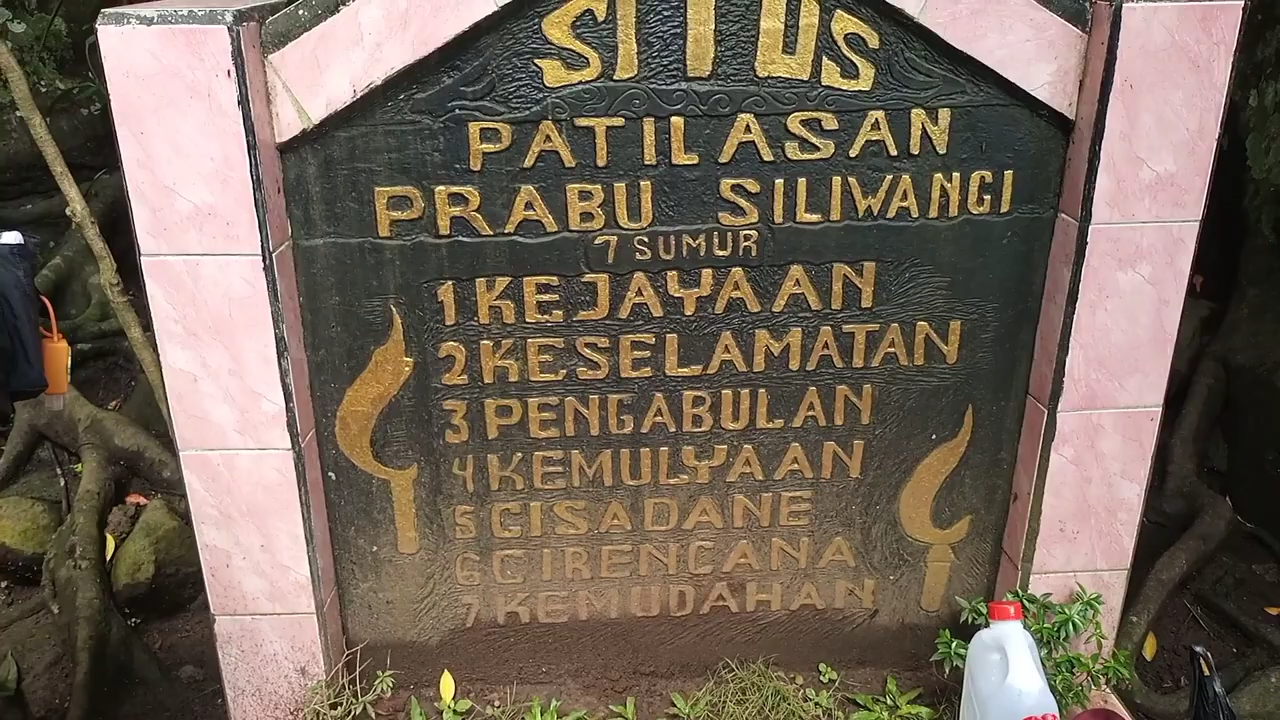 SITUS
PATILASAN
PRABU SILIWANGI
7 SUMUR
1 KEJAYAAN
2 KESELAMATAN
3 PENGABULAN
4 KEMULYAAN
5 CISADANE
6 CIRENCANA
7 KEMUDAHAN